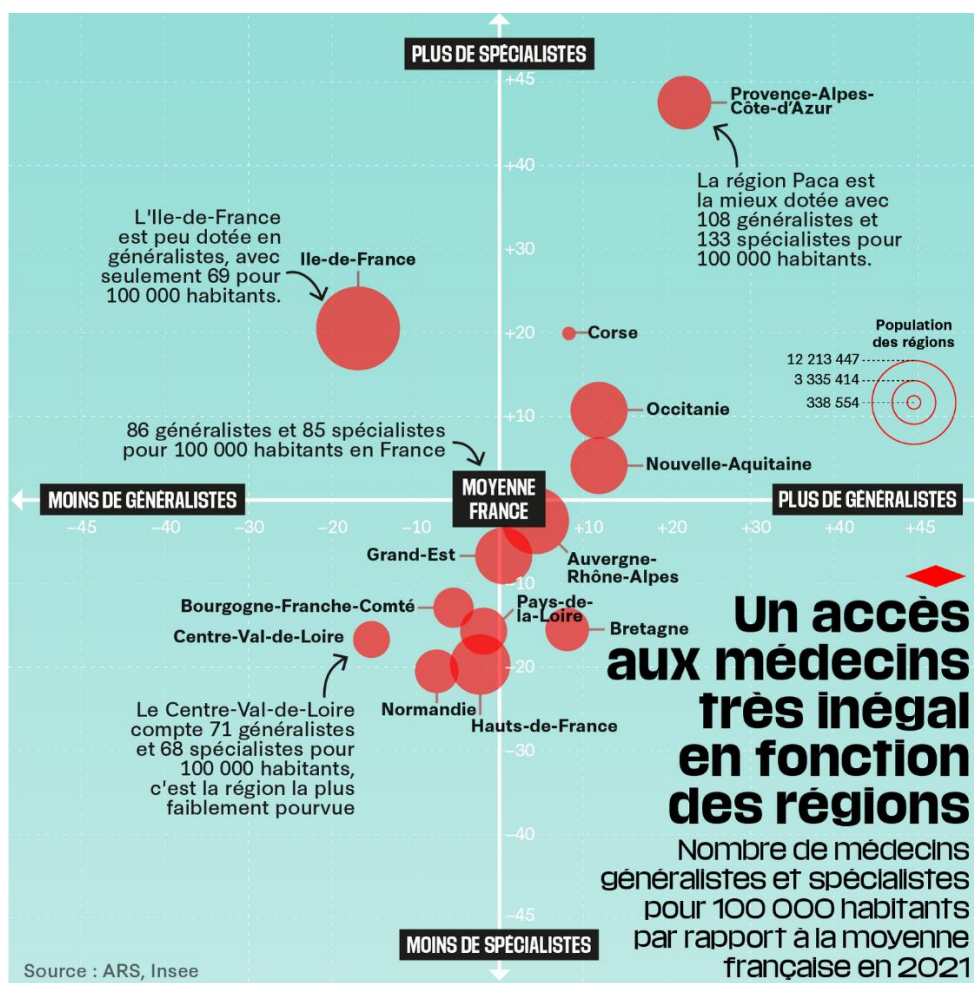 PLUS DE SPÉCIALISTES
+45
Provence-Alpes-
Côte-d'Azur
+40
La région Paca est
la mieux dotée avec
108 généralistes et
133 spécialistes pour
100 000 habitants.
L'Ile-de-France
est peu dotée en
généralistes, avec
seulement 69 pour
100 000 habitants.
Ile-de-France
+30
+20
Corse
Population
des régions
12 213 447
3 335 414
338 554
Occitanie
+10
86 généralistes et 85 spécialistes
pour 100 000 habitants en France
Nouvelle-Aquitaine
MOINS DE GÉNÉRALISTES
MOYENNE
FRANCE
PLUS DE GÉNÉRALISTES
–45
–30
–20
–10
+10
+20
+30
+40
+45
Grand-Est
Auvergne-
Rhône-Alpes
–10
Bourgogne-Franche-Comté
Pays-de-
la-Loire
Centre-Val-de-Loire
Bretagne
–20
Normandie
Hauts-de-France
Le Centre-Val-de-Loire
compte 71 généralistes
et 68 spécialistes pour
100 000 habitants,
c'est la région la plus
faiblement pourvue
–30
–40
–45
Un accès
aux médecins
très inégal
en fonction
des régions
Nombre de médecins
généralistes et spécialistes
pour 100 000 habitants
par rapport à la moyenne
française en 2021
MOINS DE SPÉCIALISTES
Source : ARS, Insee